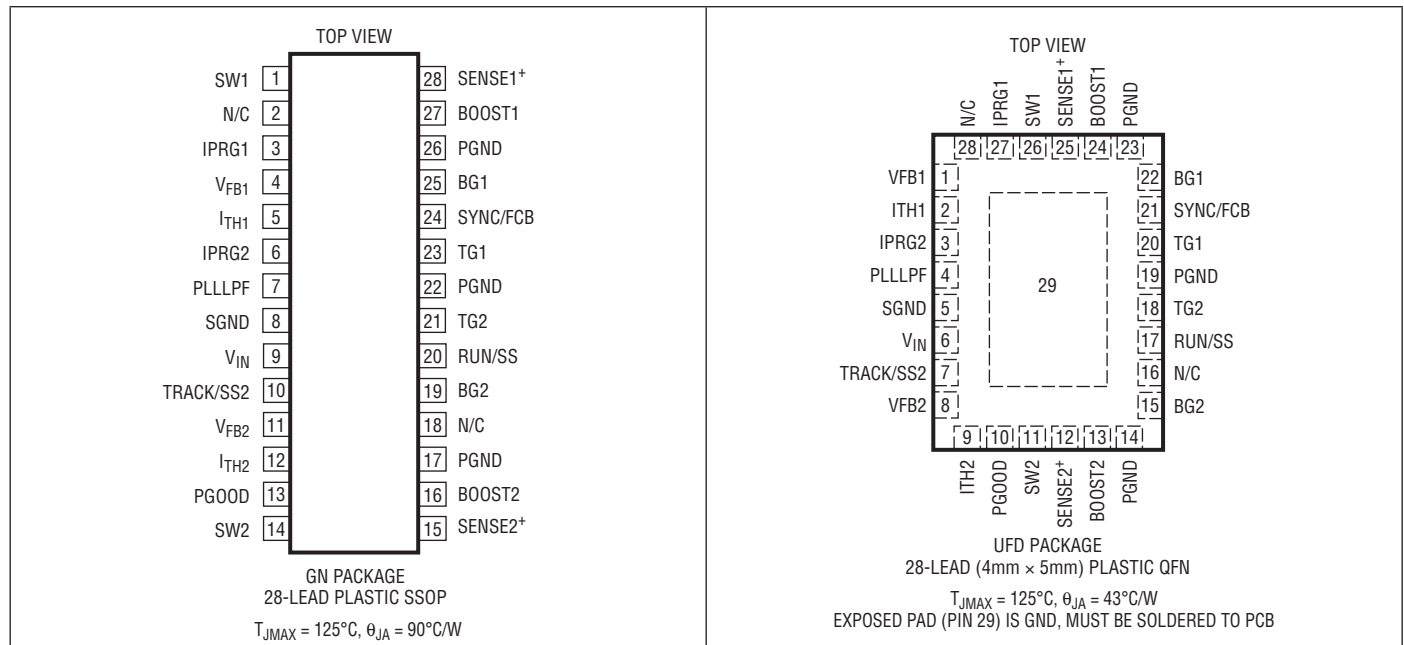 TOP VIEW
SW1 1
N/C 2
IPRG1 3
VFB1 4
ITH1 5
IPRG2 6
PLLLPF 7
SGND 8
VIN 9
TRACK/SS2 10
VFB2 11
ITH2 12
PGOOD 13
SW2 14
28 SENSE1+
27 BOOST1
26 PGND
25 BG1
24 SYNC/FCB
23 TG1
22 PGND
21 TG2
20 RUN/SS
19 BG2
18 N/C
17 PGND
16 BOOST2
15 SENSE2+
GN PACKAGE
28-LEAD PLASTIC SSOP
TJMAX = 125°C, θJA = 90°C/W
TOP VIEW
N/C
IPRG1
SW1
SENSE1+
BOOST1
PGND
28 27 26 25 24 23
VFB1 1
ITH1 2
IPRG2 3
PLLLPF 4
SGND 5
VIN 6
TRACK/SS2 7
VFB2 8
29
22 BG1
21 SYNC/FCB
20 TG1
19 PGND
18 TG2
17 RUN/SS
16 N/C
15 BG2
9 10 11 12 13 14
ITH2
PGOOD
SW2
SENSE2+
BOOST2
PGND
UFD PACKAGE
28-LEAD (4mm × 5mm) PLASTIC QFN
TJMAX = 125°C, θJA = 43°C/W
EXPOSED PAD (PIN 29) IS GND, MUST BE SOLDERED TO PCB